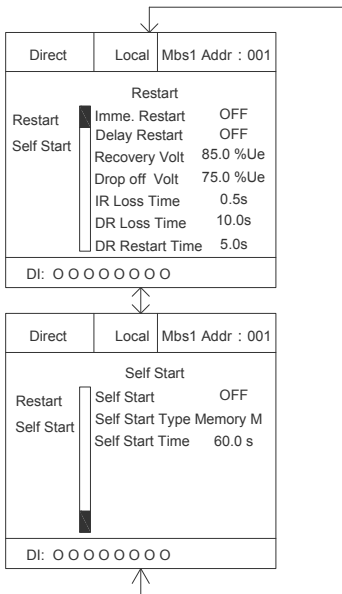 Direct Local Mbs1 Addr : 001
Restart
Restart
Self Start
Imme. Restart OFF
Delay Restart OFF
Recovery Volt 85.0 %Ue
Drop off Volt 75.0 %Ue
IR Loss Time 0.5s
DR Loss Time 10.0s
DR Restart Time 5.0s
DI: O O O O O O O O
Direct Local Mbs1 Addr : 001
Self Start
Restart
Self Start
Self Start OFF
Self Start Type Memory M
Self Start Time 60.0 s
DI: O O O O O O O O